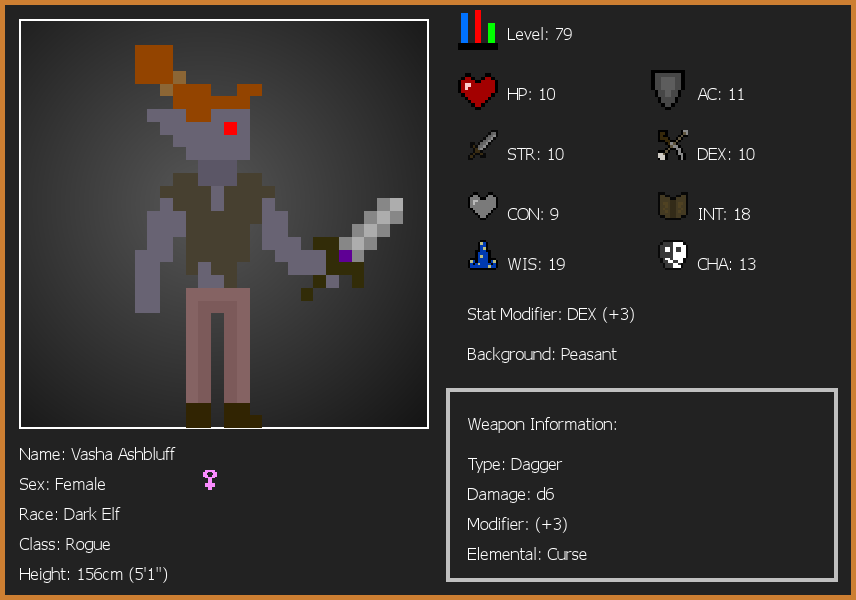 Level: 79
HP: 10
AC: 11
STR: 10
DEX: 10
CON: 9
INT: 18
WIS: 19
CHA: 13
Stat Modifier: DEX (+3)
Background: Peasant
Weapon Information:
Type: Dagger
Damage: d6
Modifier: (+3)
Elemental: Curse
Name: Vasha Ashbluff
Sex: Female
Race: Dark Elf
Class: Rogue
Height: 156cm (5'1")